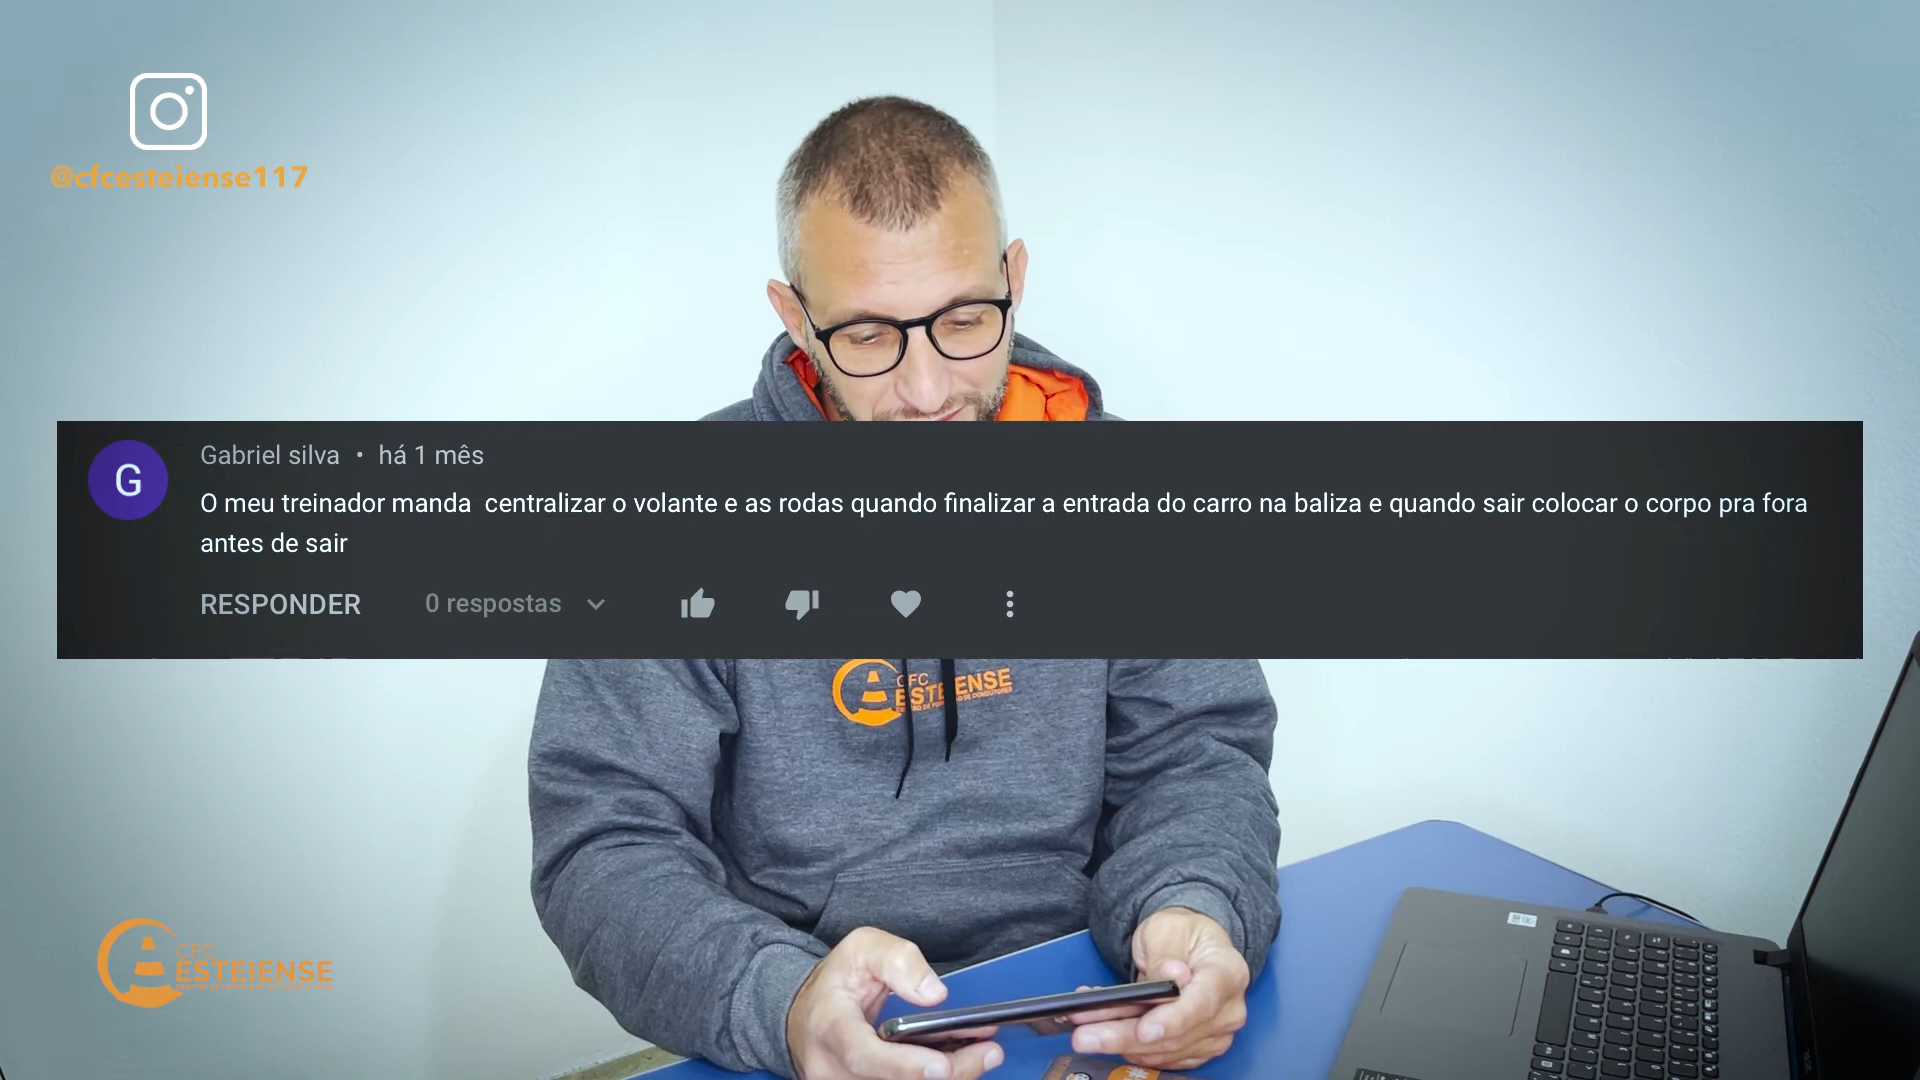 @cfcesteiense117
Gabriel silva • há 1 mês
O meu treinador manda  centralizar o volante e as rodas quando finalizar a entrada do carro na baliza e quando sair colocar o corpo pra fora
antes de sair
RESPONDER
0 respostas
G
CFC
ESTEIENSE
CFC
ESTEIENSE